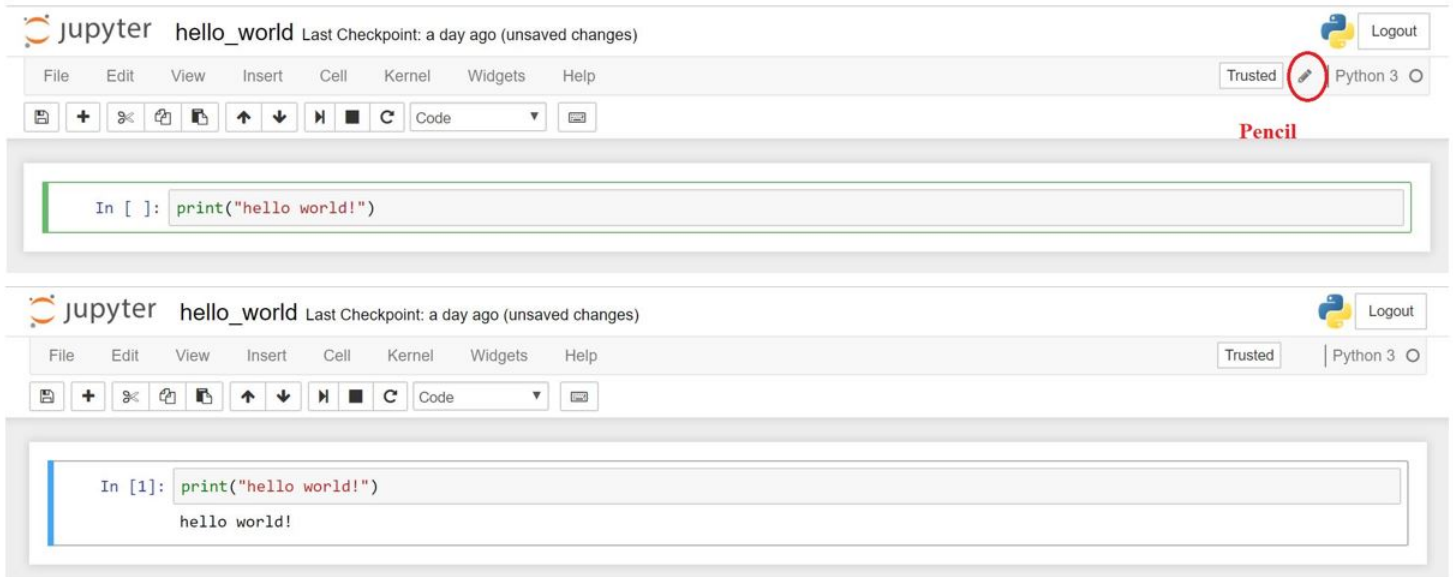 jupyter hello_world Last Checkpoint: a day ago (unsaved changes) Logout
File Edit View Insert Cell Kernel Widgets Help Trusted Python 3
Code
Pencil
In [ ]: print("hello world!")
jupyter hello_world Last Checkpoint: a day ago (unsaved changes) Logout
File Edit View Insert Cell Kernel Widgets Help Trusted Python 3
Code
In [1]: print("hello world!")
hello world!